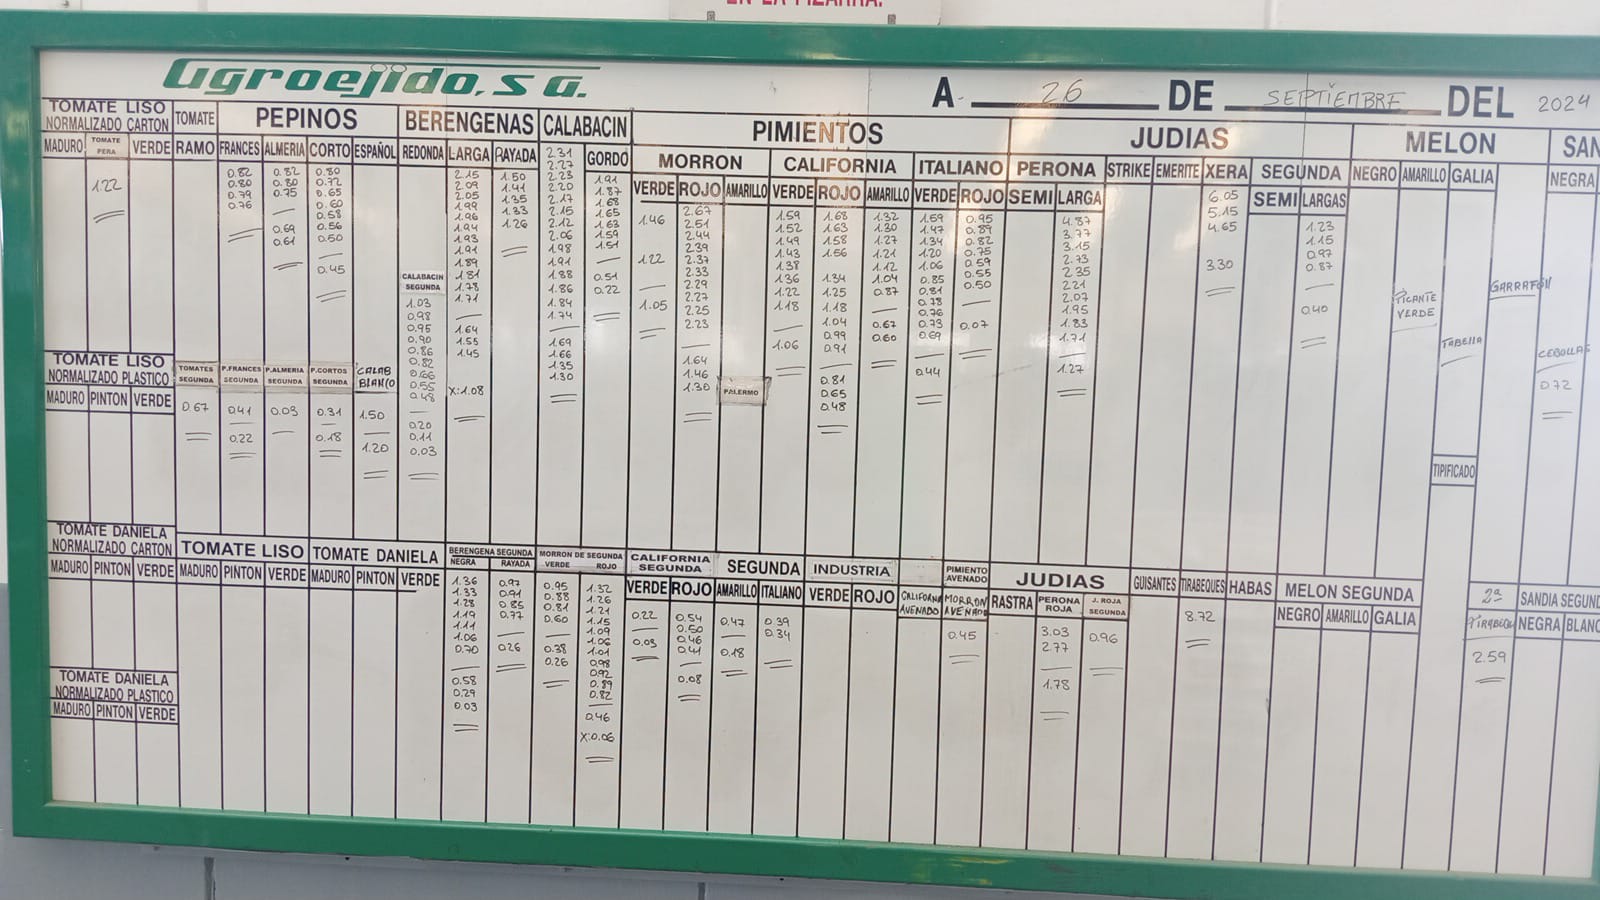 EN LA PIZARRA.
agroejido, s a.
A 26 DE SEPTIEMBRE DEL 2024
TOMATE LISO
NORMALIZADO CARTON
MADURO
TOMATE
PERA
VERDE
1.22
TOMATE
RAMO
PEPINOS
FRANCES
0.82
0.80
0.79
0.76
ALMERIA
0.82
0.80
0.75
0.69
0.61
CORTO
0.80
0.72
0.65
0.60
0.58
0.56
0.50
0.45
ESPAÑOL
BERENGENAS
REDONDA
LARGA
2.15
2.09
2.05
1.99
1.96
1.94
1.93
1.91
1.89
1.81
1.78
1.71
1.64
1.55
1.45
X:1.08
RAYADA
1.50
1.41
1.35
1.33
1.26
CALABACIN
SEGUNDA
1.03
0.98
0.95
0.90
0.86
0.82
0.66
0.55
0.48
0.20
0.11
0.03
CALABACIN
2.31
2.27
2.23
2.20
2.17
2.15
2.12
2.06
1.98
1.91
1.88
1.86
1.84
1.74
1.69
1.66
1.35
1.30
GORDO
1.91
1.87
1.68
1.65
1.63
1.59
1.51
0.51
0.22
PIMIENTOS
MORRON
VERDE
1.46
1.22
1.05
ROJO
2.67
2.51
2.44
2.39
2.37
2.33
2.29
2.27
2.25
2.23
1.64
1.46
1.30
AMARILLO
PALERMO
CALIFORNIA
VERDE
1.59
1.52
1.49
1.43
1.38
1.36
1.22
1.18
1.06
ROJO
1.68
1.63
1.58
1.56
1.34
1.25
1.18
1.04
0.99
0.91
0.81
0.65
0.48
AMARILLO
1.32
1.30
1.27
1.21
1.12
1.04
0.87
0.67
0.60
ITALIANO
VERDE
1.59
1.47
1.34
1.20
1.06
0.85
0.81
0.78
0.76
0.73
0.69
0.44
ROJO
0.95
0.89
0.82
0.75
0.59
0.55
0.50
0.07
JUDIAS
PERONA
SEMI
LARGA
4.87
3.77
3.15
2.73
2.35
2.21
2.07
1.95
1.83
1.71
1.27
STRIKE
EMERITE
XERA
6.05
5.15
4.65
3.30
SEGUNDA
SEMI
LARGAS
1.23
1.15
0.97
0.87
0.40
MELON
NEGRO
AMARILLO
GALIA
PICANTE
VERDE
TABELLA
GARRAFON
TIPIFICADO
SAN
NEGRA
CEBOLLAS
0.72
TOMATE LISO
NORMALIZADO PLASTICO
MADURO PINTON VERDE
TOMATES
SEGUNDA
0.67
P.FRANCES
SEGUNDA
0.41
0.22
P.ALMERIA
SEGUNDA
0.03
P.CORTOS
SEGUNDA
0.31
0.18
CALAB
BLANCO
1.50
1.20
TOMATE DANIELA
NORMALIZADO CARTON
MADURO PINTON VERDE
TOMATE LISO
MADURO PINTON VERDE
TOMATE DANIELA
MADURO PINTON VERDE
BERENGENA SEGUNDA
NEGRA
1.36
1.33
1.28
1.19
1.11
1.06
0.70
0.58
0.29
0.03
RAYADA
0.97
0.91
0.85
0.77
0.26
MORRON DE SEGUNDA
VERDE
0.95
0.88
0.81
0.60
0.38
0.26
ROJO
1.32
1.26
1.21
1.15
1.09
1.06
1.01
0.98
0.92
0.89
0.82
0.46
X:0.06
CALIFORNIA
SEGUNDA
VERDE
0.22
0.03
ROJO
0.54
0.50
0.46
0.41
0.08
SEGUNDA
AMARILLO
0.47
0.18
ITALIANO
0.39
0.34
INDUSTRIA
VERDE ROJO
CALIFORNIA
AVENADO
PIMIENTO
AVENADO
MORRON
AVENADO
0.45
JUDIAS
RASTRA
PERONA
ROJA
3.03
2.77
1.78
J. ROJA
SEGUNDA
0.96
GUISANTES
TIRABEQUES
8.72
HABAS
MELON SEGUNDA
NEGRO AMARILLO GALIA
2ª
TIRABEQU
2.59
SANDIA SEGUND
NEGRA BLANC
TOMATE DANIELA
NORMALIZADO PLASTICO
MADURO PINTON VERDE